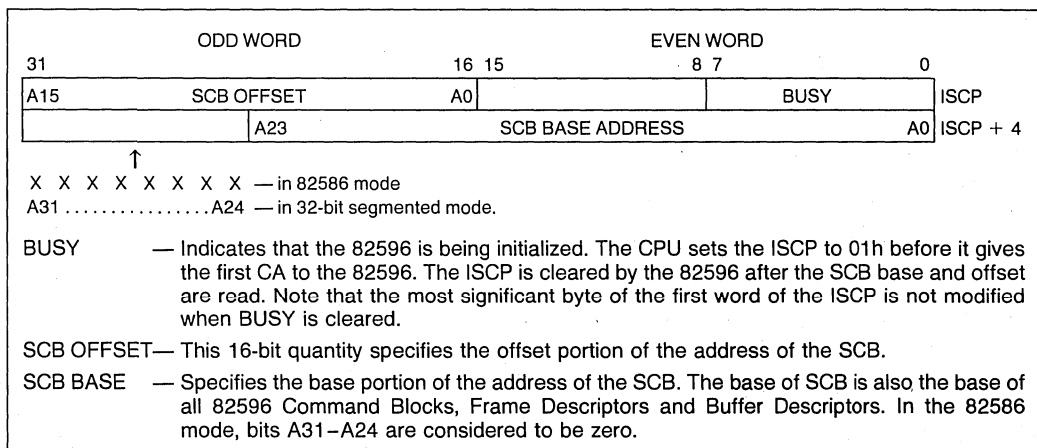 ODD WORD EVEN WORD
31 16 15 8 7 0
A15 SCB OFFSET A0 BUSY ISCP
A23 SCB BASE ADDRESS A0 ISCP + 4
↑
X X X X X X X X — in 82586 mode
A31 ................A24 — in 32-bit segmented mode.
BUSY — Indicates that the 82596 is being initialized. The CPU sets the ISCP to 01h before it gives
the first CA to the 82596. The ISCP is cleared by the 82596 after the SCB base and offset
are read. Note that the most significant byte of the first word of the ISCP is not modified
when BUSY is cleared.
SCB OFFSET— This 16-bit quantity specifies the offset portion of the address of the SCB.
SCB BASE — Specifies the base portion of the address of the SCB. The base of SCB is also the base of
all 82596 Command Blocks, Frame Descriptors and Buffer Descriptors. In the 82586
mode, bits A31–A24 are considered to be zero.